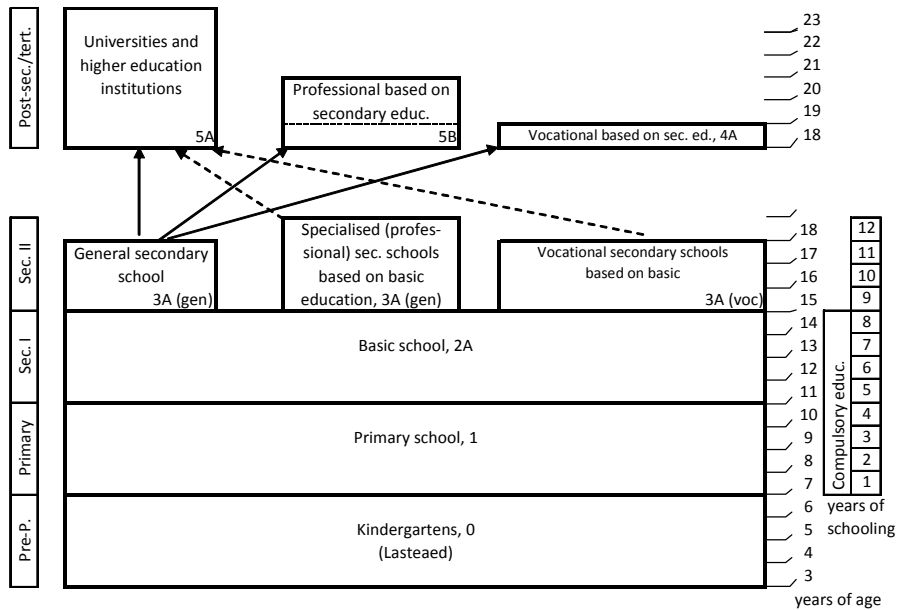 Post-sec./tert.
Universities and
higher education
institutions
5A
Professional based on
secondary educ.
5B
Vocational based on sec. ed., 4A
23
22
21
20
19
18
Sec. II
General secondary
school
3A (gen)
Specialised (profes-
sional) sec. schools
based on basic
education, 3A (gen)
Vocational secondary schools
based on basic
3A (voc)
18
17
16
15
12
11
10
9
Sec. I
Basic school, 2A
14
13
12
11
8
7
6
5
Primary
Primary school, 1
10
9
8
7
4
3
2
1
Compulsory educ.
years of
schooling
Pre-P.
Kindergartens, 0
(Lasteaed)
6
5
4
3
years of age